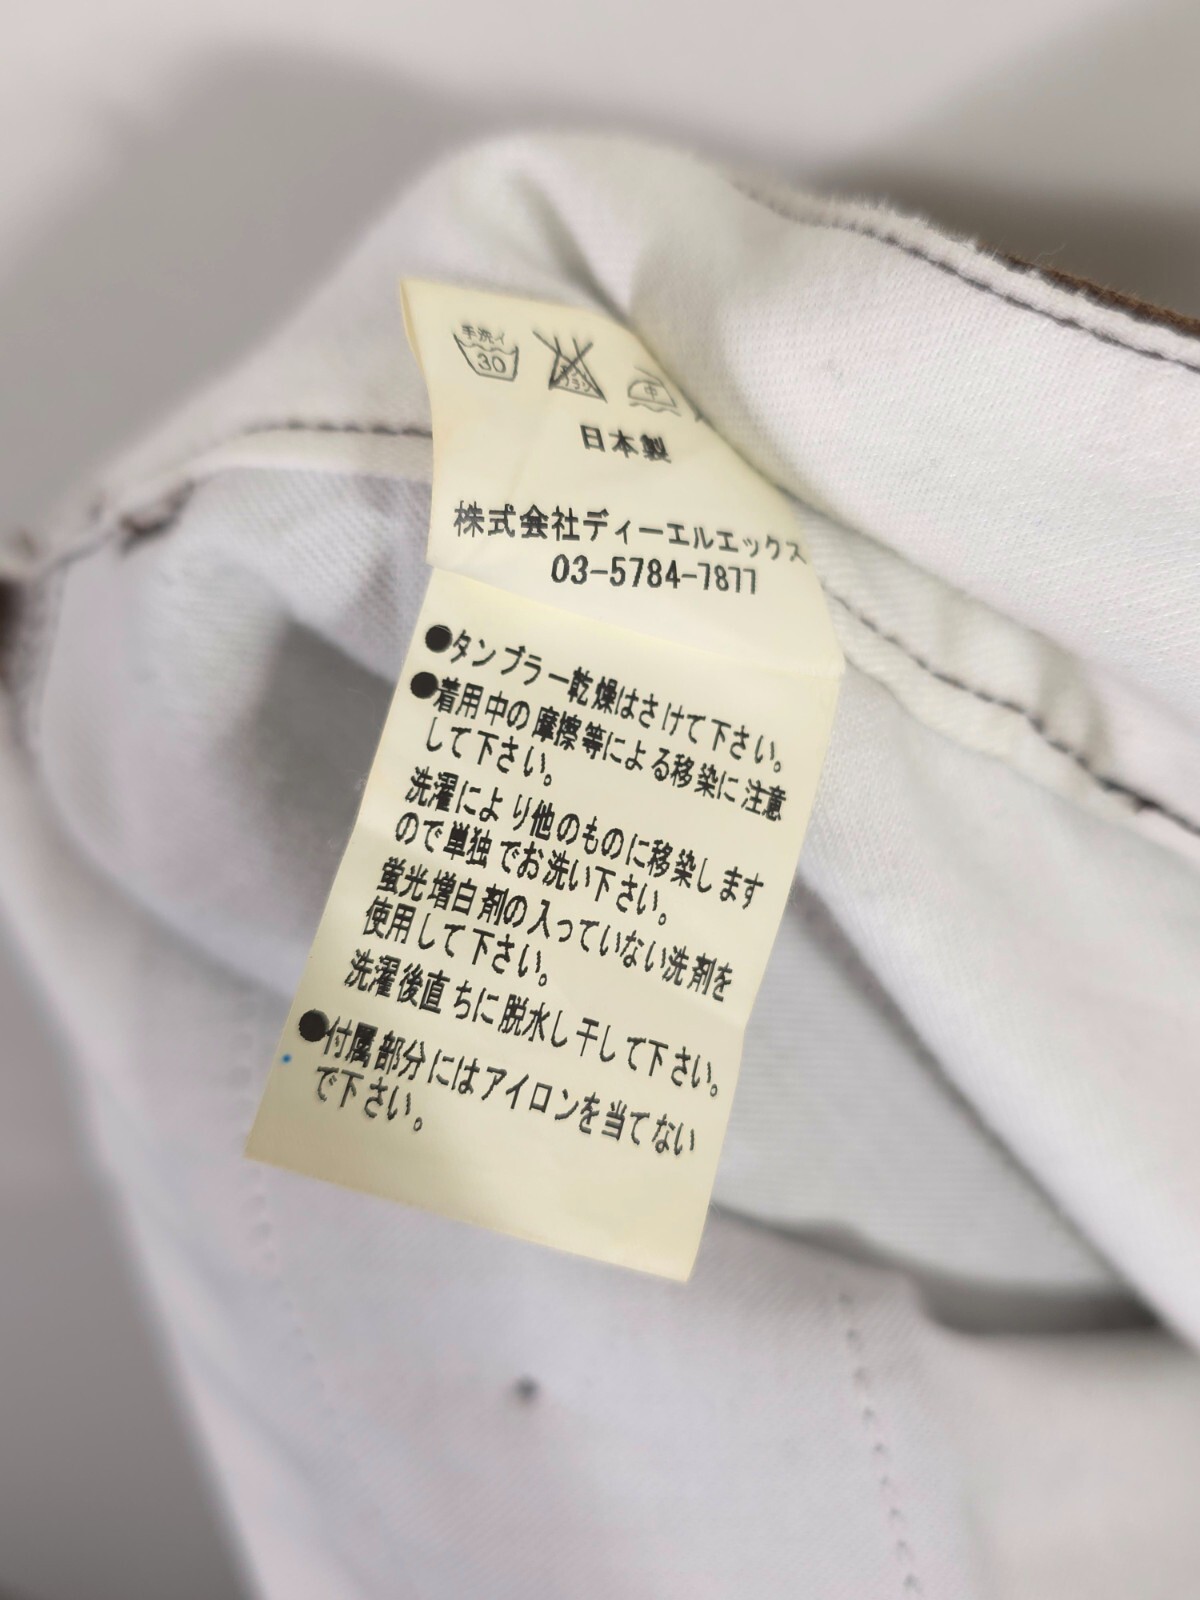 手洗イ
30
エンソ
サラシ
中
日本製
株式会社ディーエルエックス
03-5784-7877
●タンブラー乾燥はさけて下さい。
●着用中の摩擦等による移染に注意
して下さい。
洗濯により他のものに移染します
ので単独でお洗い下さい。
蛍光増白剤の入っていない洗剤を
使用して下さい。
洗濯後直ちに脱水し干して下さい。
●付属部分にはアイロンを当てない
で下さい。